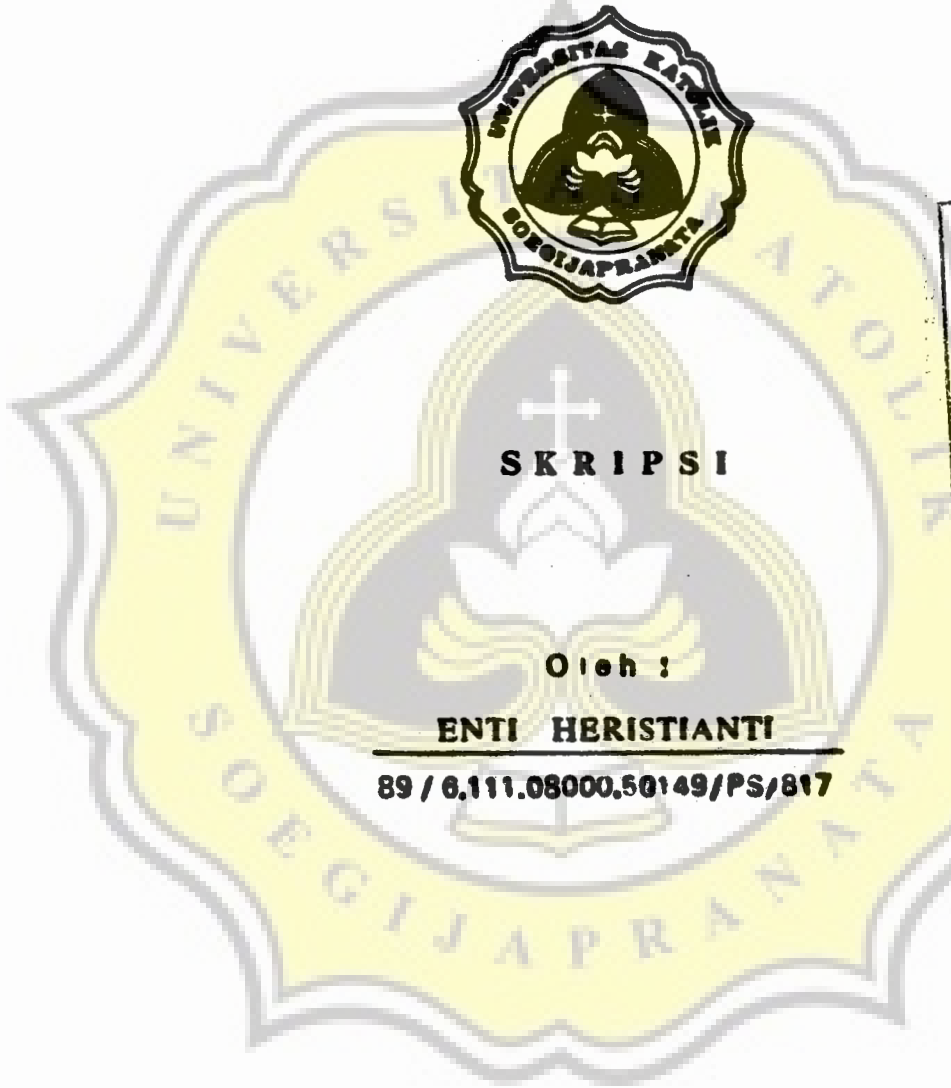 UNIVERSITAS KATOLIK
SOEGIJAPRANATA
SKRIPSI
Oleh :
ENTI HERISTIANTI
89 / 6.111.08000.50149/PS/817
UNIVERSITAS KATOLIK
SOEGIJAPRANATA